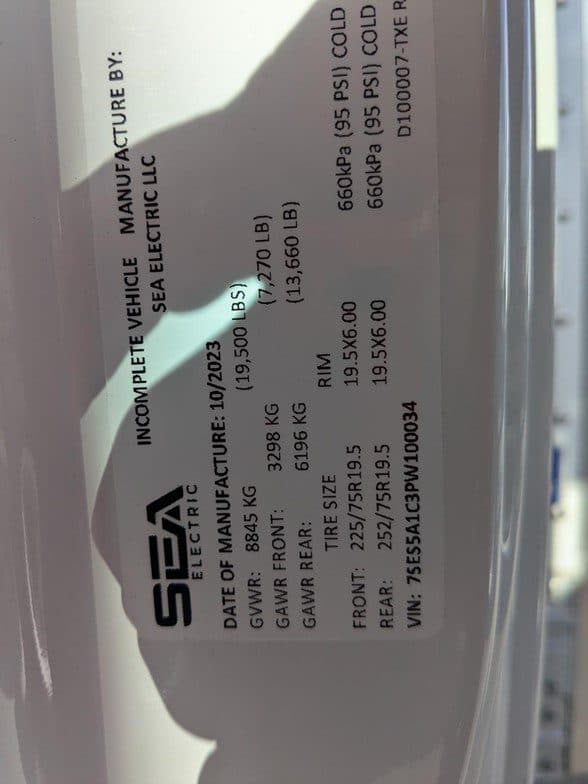 INCOMPLETE VEHICLE MANUFACTURE BY:
SEA ELECTRIC LLC
SEA
ELECTRIC
DATE OF MANUFACTURE: 10/2023
GVWR: 8845 KG (19,500 LBS)
GAWR FRONT: 3298 KG (7,270 LB)
GAWR REAR: 6196 KG (13,660 LB)
TIRE SIZE RIM
FRONT: 225/75R19.5 19.5X6.00 660kPa (95 PSI) COLD
REAR: 252/75R19.5 19.5X6.00 660kPa (95 PSI) COLD
VIN: 7SES5A1C3PW100034 D100007-TXE R